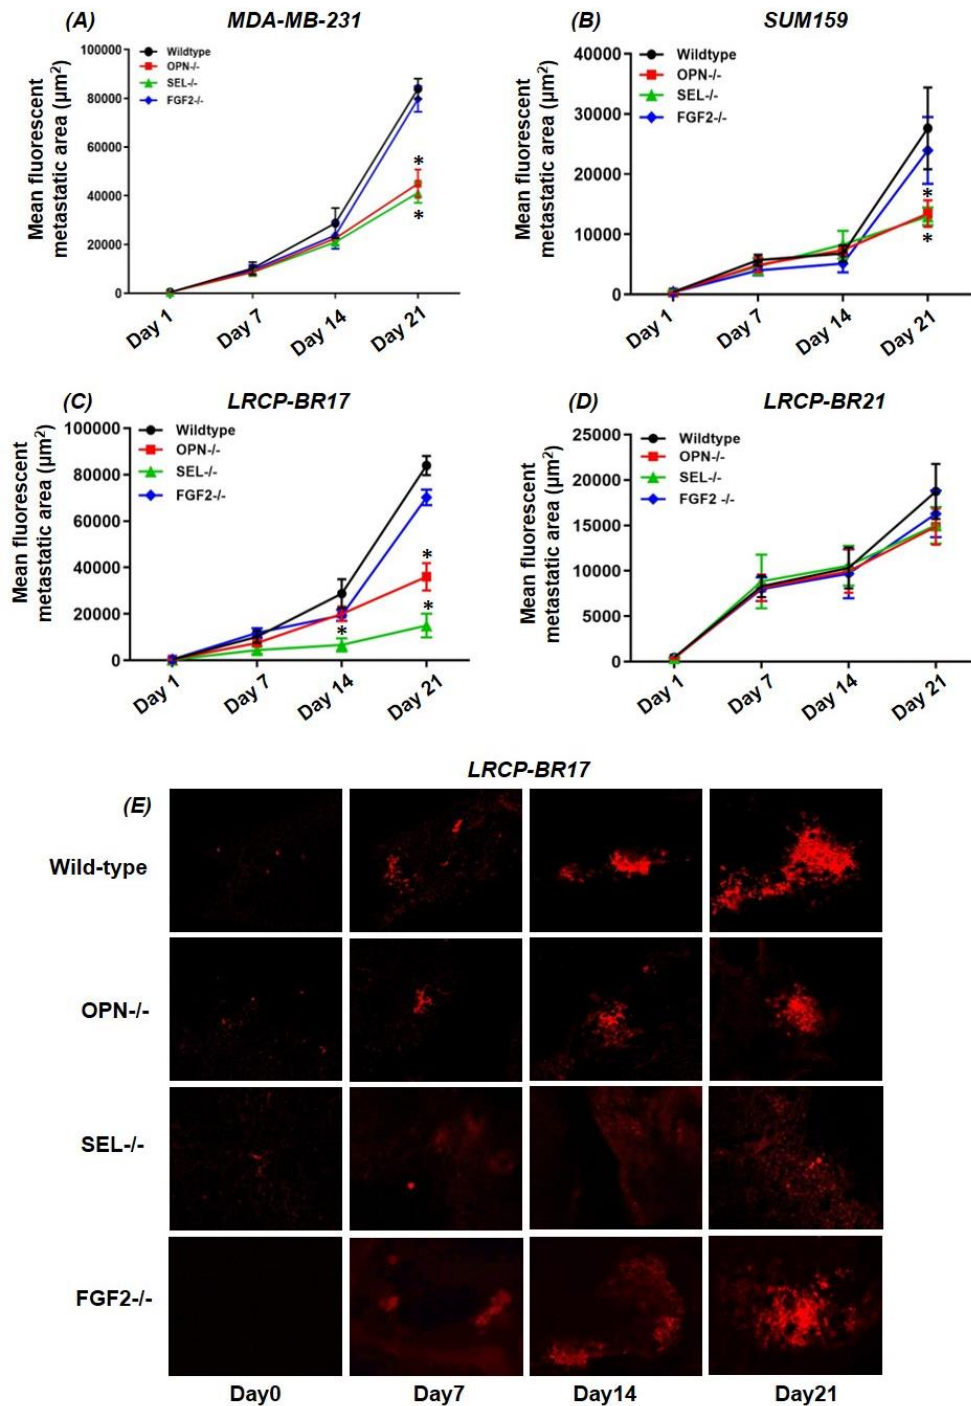 (A) MDA-MB-231
Mean fluorescent
metastatic area (µm²)
100000
80000
60000
40000
20000
0
Wildtype
OPN-/-
SEL-/-
FGF2-/-
*
*
Day 1 Day 7 Day 14 Day 21
(B) SUM159
Mean fluorescent
metastatic area (µm²)
40000
30000
20000
10000
0
Wildtype
OPN-/-
SEL-/-
FGF2-/-
*
*
Day 1 Day 7 Day 14 Day 21
(C) LRCP-BR17
Mean fluorescent
metastatic area (µm²)
100000
80000
60000
40000
20000
0
Wildtype
OPN-/-
SEL-/-
FGF2-/-
*
*
*
Day 1 Day 7 Day 14 Day 21
(D) LRCP-BR21
Mean fluorescent
metastatic area (µm²)
25000
20000
15000
10000
5000
0
Wildtype
OPN-/-
SEL-/-
FGF2 -/-
Day 1 Day 7 Day 14 Day 21
LRCP-BR17
(E)
Wild-type
OPN-/-
SEL-/-
FGF2-/-
Day0 Day7 Day14 Day21